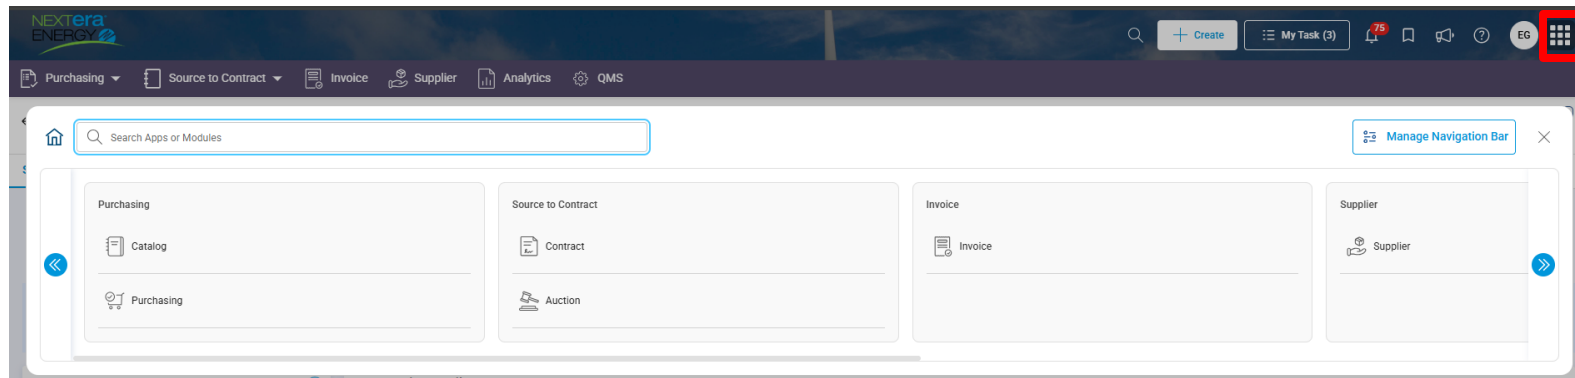 NEXTera
ENERGY
Create
My Task (3)
75
EG
Purchasing
Source to Contract
Invoice
Supplier
Analytics
QMS
Search Apps or Modules
Manage Navigation Bar
Purchasing
Source to Contract
Invoice
Supplier
Catalog
Contract
Invoice
Supplier
Purchasing
Auction